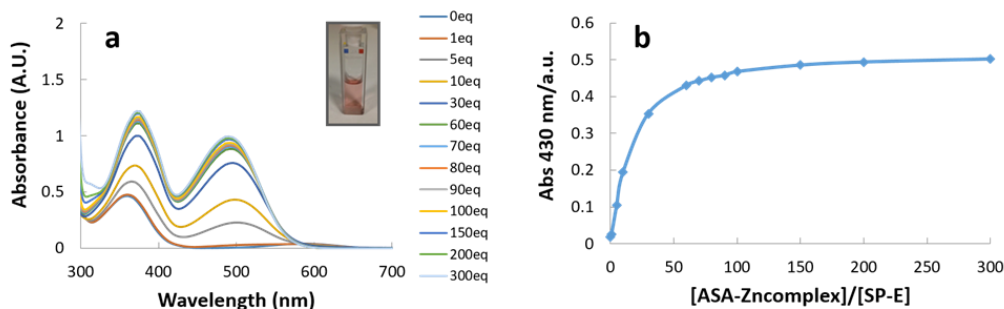 a
Absorbance (A.U.)
2
1.5
1
0.5
0
300
400
500
600
700
Wavelength (nm)
0eq
1eq
5eq
10eq
30eq
60eq
70eq
80eq
90eq
100eq
150eq
200eq
300eq
b
Abs 430 nm/a.u.
0.6
0.5
0.4
0.3
0.2
0.1
0
0
50
100
150
200
250
300
[ASA-Zncomplex]/[SP-E]